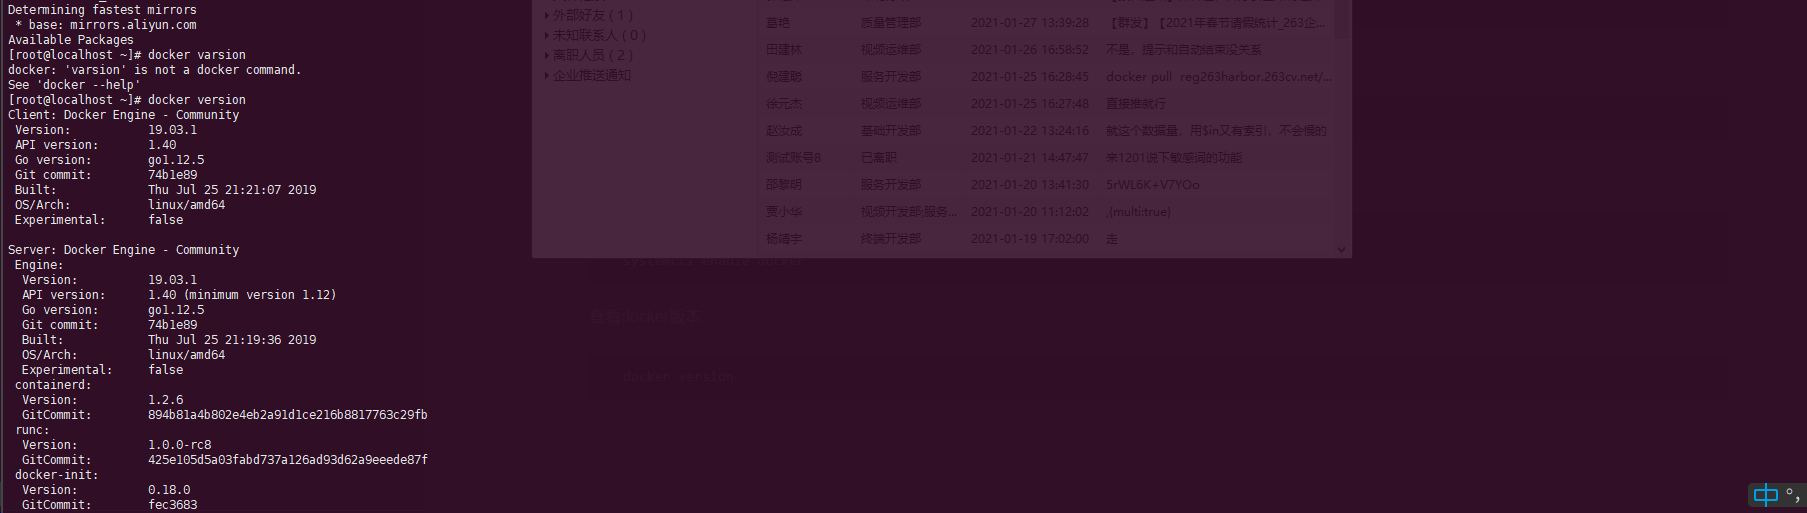 Determining fastest mirrors
* base: mirrors.aliyun.com
Available Packages
[root@localhost ~]# docker varsion
docker: 'varsion' is not a docker command.
See 'docker --help'
[root@localhost ~]# docker version
Client: Docker Engine - Community
Version: 19.03.1
API version: 1.40
Go version: go1.12.5
Git commit: 74b1e89
Built: Thu Jul 25 21:21:07 2019
OS/Arch: linux/amd64
Experimental: false
Server: Docker Engine - Community
Engine:
Version: 19.03.1
API version: 1.40 (minimum version 1.12)
Go version: go1.12.5
Git commit: 74b1e89
Built: Thu Jul 25 21:19:36 2019
OS/Arch: linux/amd64
Experimental: false
containerd:
Version: 1.2.6
GitCommit: 894b81a4b802e4eb2a91d1ce216b8817763c29fb
runc:
Version: 1.0.0-rc8
GitCommit: 425e105d5a03fabd737a126ad93d62a9eeede87f
docker-init:
Version: 0.18.0
GitCommit: fec3683
外部好友 ( 1 )
未知联系人 ( 0 )
离职人员 ( 2 )
企业推送通知
葛艳 质量管理部 2021-01-27 13:39:28 【群发】【2021年春节请假统计_263企...
田建林 视频运维部 2021-01-26 16:58:52 不是，提示和自动结束没关系
倪建聪 服务开发部 2021-01-25 16:28:45 docker pull reg263harbor.263cv.net/...
徐元杰 视频运维部 2021-01-25 16:27:48 直接推就行
赵汝成 基础开发部 2021-01-22 13:24:16 就这个数据量，用$in又有索引，不会慢的
测试账号8 已离职 2021-01-21 14:47:47 来1201说下敏感词的功能
邵黎明 服务开发部 2021-01-20 13:41:30 5rWL6K+V7YOo
贾小华 视频开发部;服务... 2021-01-20 11:12:02 ,{multi:true}
杨靖宇 终端开发部 2021-01-19 17:02:00 走
查看docker版本
docker version
中 °,